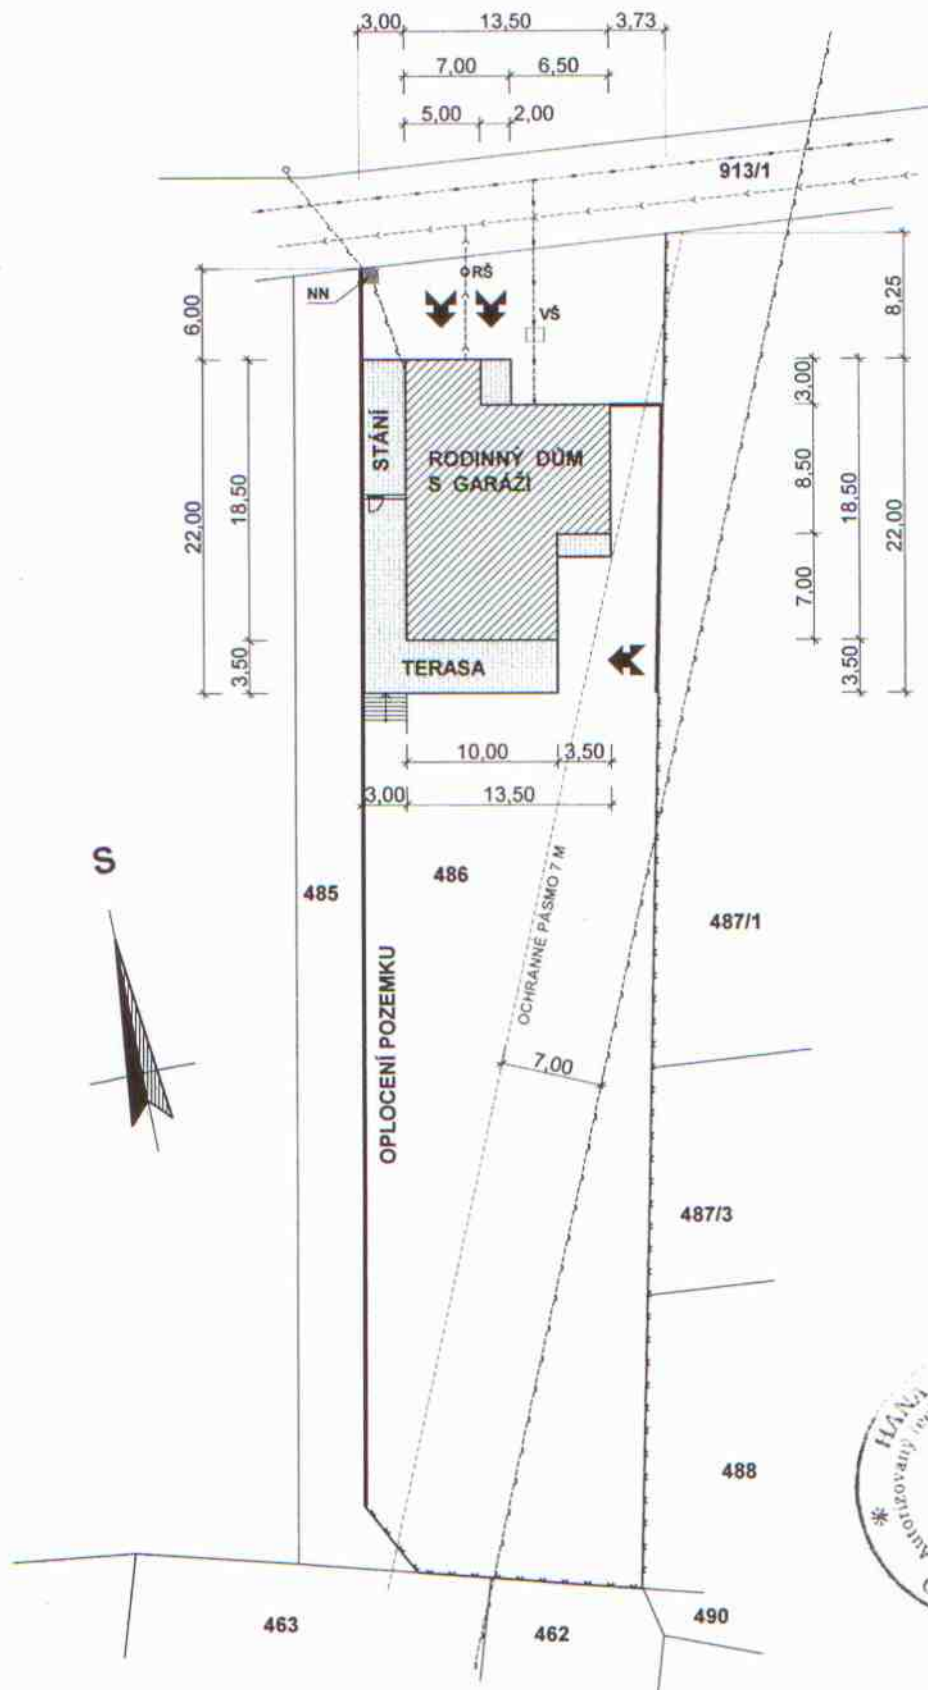 3,00 13,50 3,73
7,00 6,50
5,00 2,00
913/1
RŠ
NN
VŠ
6,00
8,25
STÁNÍ
RODINNÝ DŮM
S GARÁŽÍ
22,00
18,50
3,50
3,00
8,50
7,00
18,50
3,50
22,00
TERASA
10,00 3,50
3,00 13,50
S
485
486
487/1
OCHRANNÉ PÁSMO 7 M
OPLOCENÍ POZEMKU
7,00
487/3
488
HANA
Autorizovaný
463
462
490